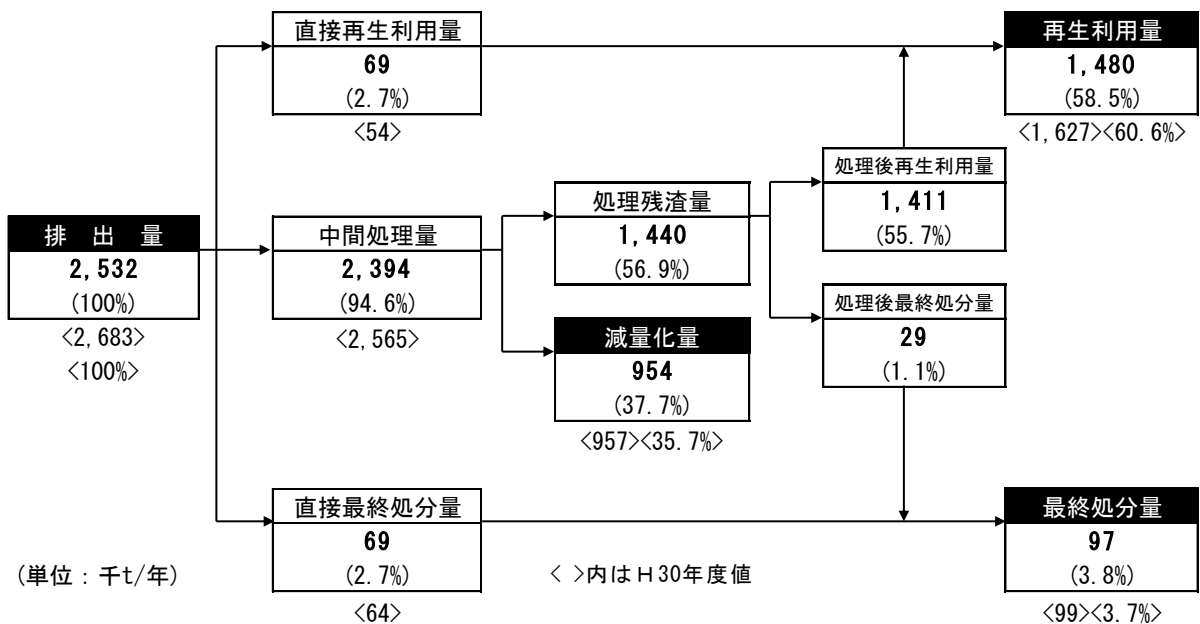 直接再生利用量
69
(2.7%)
<54>
再生利用量
1,480
(58.5%)
<1,627><60.6%>
処理後再生利用量
1,411
(55.7%)
処理残渣量
1,440
(56.9%)
排 出 量
2,532
(100%)
<2,683>
<100%>
中間処理量
2,394
(94.6%)
<2,565>
処理後最終処分量
29
(1.1%)
減量化量
954
(37.7%)
<957><35.7%>
直接最終処分量
69
(2.7%)
<64>
最終処分量
97
(3.8%)
<99><3.7%>
(単位：千t/年)
< >内はH30年度値